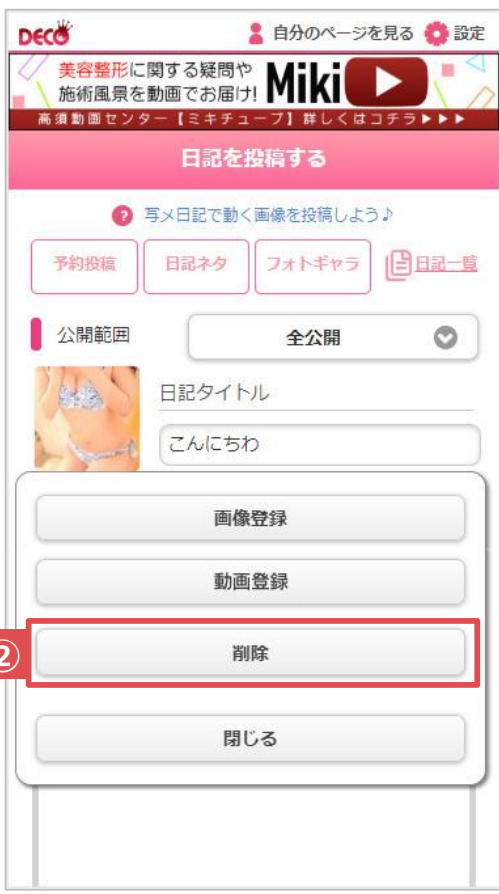 DECO
自分のページを見る 設定
美容整形に関する疑問や
施術風景を動画でお届け! Miki
高須動画センター【ミキチューブ】詳しくはコチラ▶▶▶
日記を投稿する
? 写メ日記で動く画像を投稿しよう♪
予約投稿 日記ネタ フォトギャラ 日記一覧
公開範囲 全公開
日記タイトル
こんにちわ
画像登録
動画登録
② 削除
閉じる